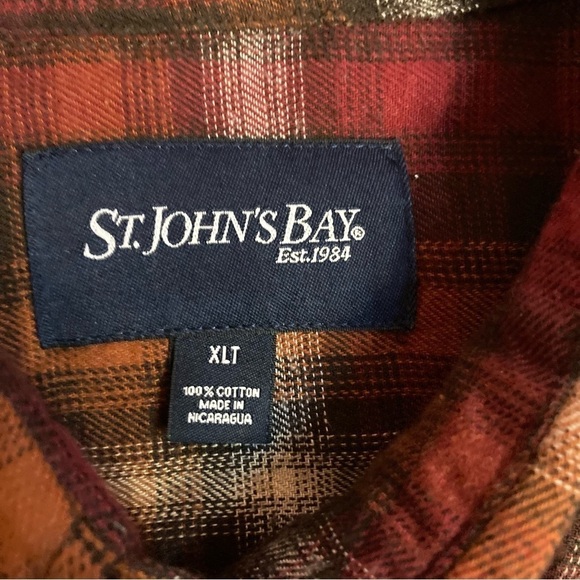 ST. JOHN'S BAY®
Est.1984
XLT
100% COTTON
MADE IN
NICARAGUA